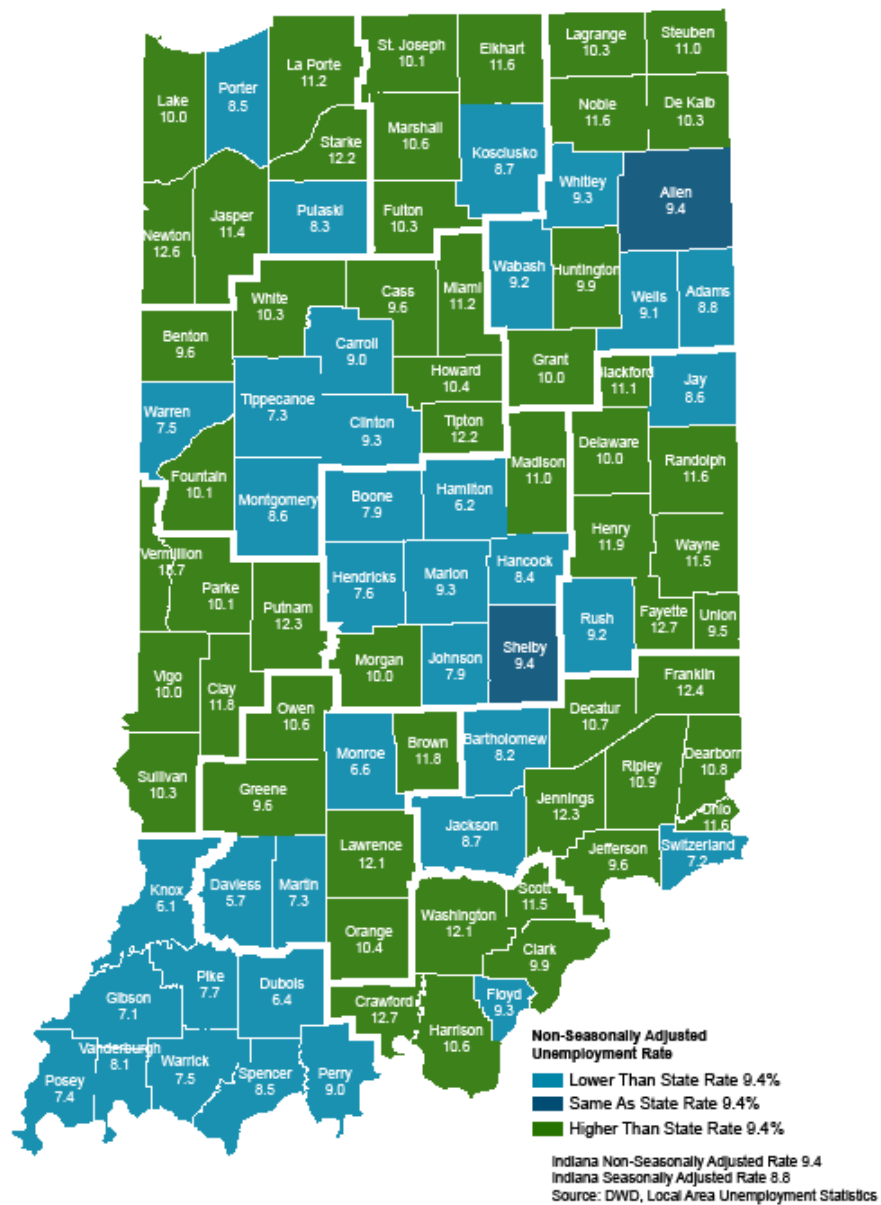 St. Joseph
10.1
Elkhart
11.6
Lagrange
10.3
Steuben
11.0
La Porte
11.2
Porter
8.5
Lake
10.0
Noble
11.6
De Kalb
10.3
Marshall
10.6
Starke
12.2
Kosciusko
8.7
Whitley
9.3
Allen
9.4
Pulaski
8.3
Fulton
10.3
Jasper
11.4
Newton
12.6
Wabash
9.2
Huntington
9.9
Wells
9.1
Adams
8.8
Miami
11.2
Cass
9.6
White
10.3
Benton
9.6
Carroll
9.0
Howard
10.4
Grant
10.0
Blackford
11.1
Jay
8.6
Warren
7.5
Tippecanoe
7.3
Clinton
9.3
Tipton
12.2
Madison
11.0
Delaware
10.0
Randolph
11.6
Fountain
10.1
Montgomery
8.6
Boone
7.9
Hamilton
6.2
Henry
11.9
Wayne
11.5
Vermillion
Parke
10.1
Putnam
12.3
Hendricks
7.6
Marion
9.3
Hancock
8.4
Rush
9.2
Fayette
12.7
Union
9.5
Vigo
10.0
Clay
11.8
Owen
10.6
Morgan
10.0
Johnson
7.9
Shelby
9.4
Decatur
10.7
Franklin
12.4
Sullivan
10.3
Greene
9.6
Monroe
6.6
Brown
11.8
Bartholomew
8.2
Jennings
12.3
Ripley
10.9
Dearborn
10.8
Ohio
11.6
Switzerland
7.2
Jefferson
9.6
Jackson
8.7
Lawrence
12.1
Knox
6.1
Daviess
5.7
Martin
7.3
Orange
10.4
Washington
12.1
Scott
11.5
Clark
9.9
Floyd
9.3
Harrison
10.6
Crawford
12.7
Pike
7.7
Dubois
6.4
Gibson
7.1
Vanderburgh
8.1
Posey
7.4
Warrick
7.5
Spencer
8.5
Perry
9.0
Non-Seasonally Adjusted
Unemployment Rate
Lower Than State Rate 9.4%
Same As State Rate 9.4%
Higher Than State Rate 9.4%
Indiana Non-Seasonally Adjusted Rate 9.4
Indiana Seasonally Adjusted Rate 8.8
Source: DWD, Local Area Unemployment Statistics